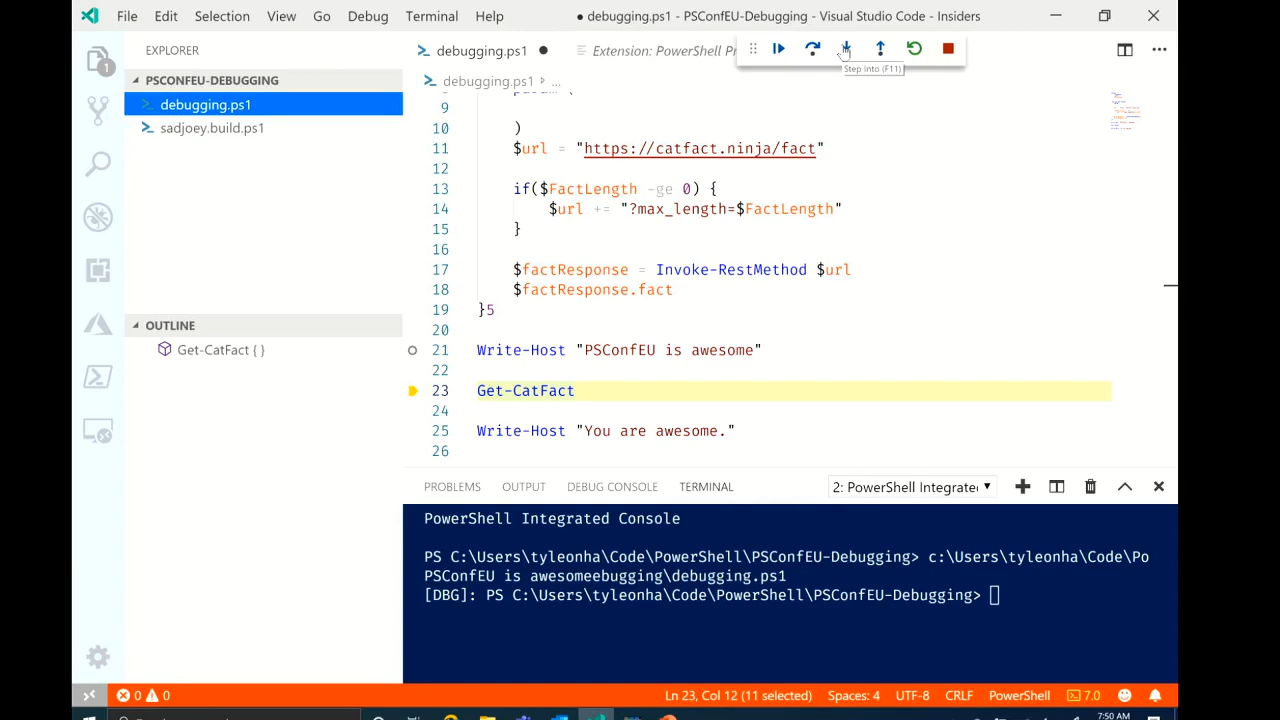 File Edit Selection View Go Debug Terminal Help
● debugging.ps1 - PSConfEU-Debugging - Visual Studio Code - Insiders
EXPLORER
PSCONFEU-DEBUGGING
debugging.ps1
sadjoey.build.ps1
OUTLINE
Get-CatFact { }
1
debugging.ps1 ●
Extension: PowerShell Pr
Step Into (F11)
debugging.ps1 > ...
9
10 )
11 $url = "https://catfact.ninja/fact"
12
13 if($FactLength -ge 0) {
14 $url += "?max_length=$FactLength"
15 }
16
17 $factResponse = Invoke-RestMethod $url
18 $factResponse.fact
19 }5
20
21 Write-Host "PSConfEU is awesome"
22
23 Get-CatFact
24
25 Write-Host "You are awesome."
26
PROBLEMS OUTPUT DEBUG CONSOLE TERMINAL
2: PowerShell Integrate
PowerShell Integrated Console
PS C:\Users\tyleonha\Code\PowerShell\PSConfEU-Debugging> c:\Users\tyleonha\Code\Po
PSConfEU is awesomeebugging\debugging.ps1
[DBG]: PS C:\Users\tyleonha\Code\PowerShell\PSConfEU-Debugging>
0 0
Ln 23, Col 12 (11 selected) Spaces: 4 UTF-8 CRLF PowerShell 7.0
7:50 AM